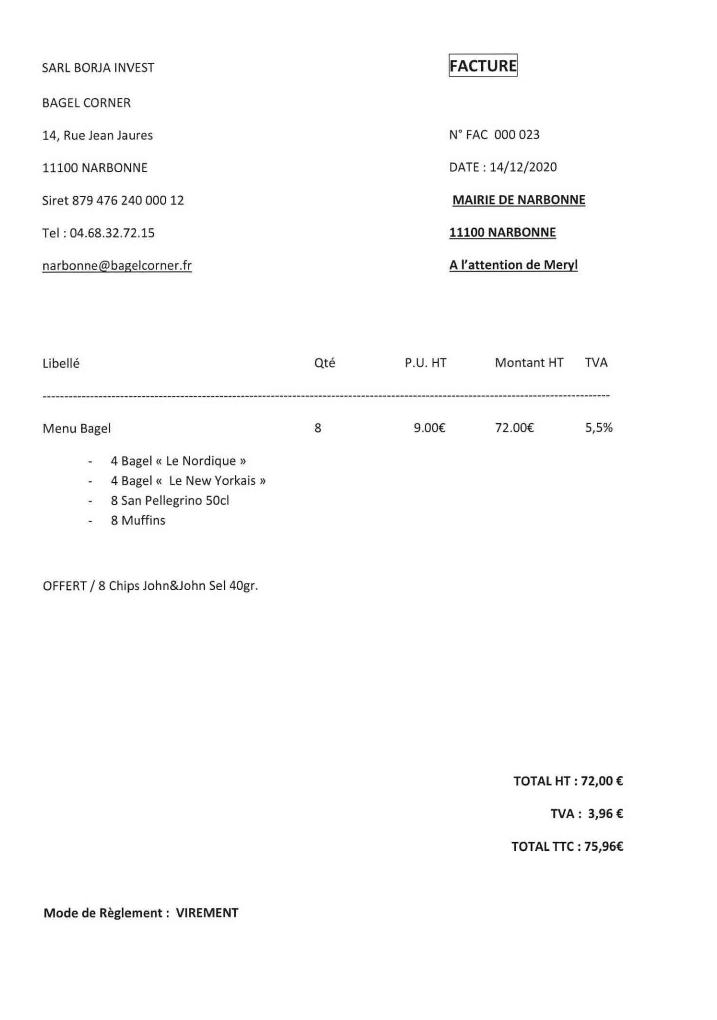 SARL BORJA INVEST
FACTURE
BAGEL CORNER
14, Rue Jean Jaures
N° FAC 000 023
11100 NARBONNE
DATE : 14/12/2020
Siret 879 476 240 000 12
MAIRIE DE NARBONNE
Tel : 04.68.32.72.15
11100 NARBONNE
narbonne@bagelcorner.fr
A l'attention de Meryl
Libellé Qté P.U. HT Montant HT TVA
Menu Bagel 8 9.00€ 72.00€ 5,5%
- 4 Bagel « Le Nordique »
- 4 Bagel « Le New Yorkais »
- 8 San Pellegrino 50cl
- 8 Muffins
OFFERT / 8 Chips John&John Sel 40gr.
TOTAL HT : 72,00 €
TVA : 3,96 €
TOTAL TTC : 75,96€
Mode de Règlement : VIREMENT